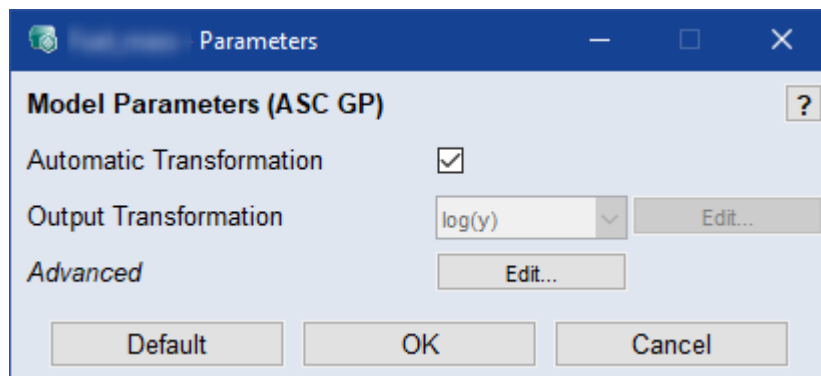 - Parameters
Model Parameters (ASC GP)
?
Automatic Transformation
Output Transformation
log(y)
Edit...
Advanced
Edit...
Default
OK
Cancel